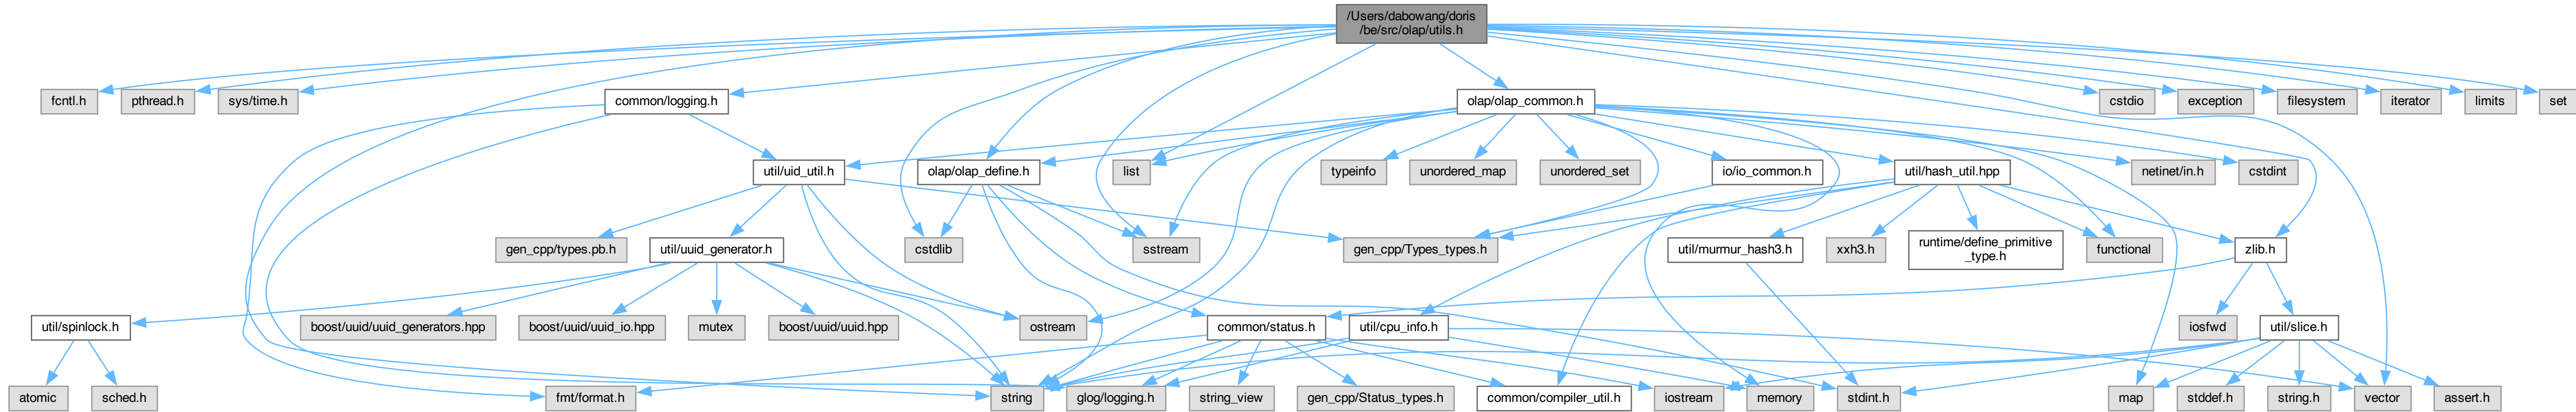 /Users/dabowang/doris
/be/src/olap/utils.h
fcntl.h
pthread.h
sys/time.h
common/logging.h
olap/olap_common.h
cstdio
exception
filesystem
iterator
limits
set
util/uid_util.h
olap/olap_define.h
list
typeinfo
unordered_map
unordered_set
io/io_common.h
util/hash_util.hpp
netinet/in.h
cstdint
gen_cpp/types.pb.h
util/uuid_generator.h
cstdlib
sstream
gen_cpp/Types_types.h
util/murmur_hash3.h
xxh3.h
runtime/define_primitive
_type.h
functional
zlib.h
util/spinlock.h
boost/uuid/uuid_generators.hpp
boost/uuid/uuid_io.hpp
mutex
boost/uuid/uuid.hpp
ostream
common/status.h
util/cpu_info.h
iosfwd
util/slice.h
atomic
sched.h
fmt/format.h
string
glog/logging.h
string_view
gen_cpp/Status_types.h
common/compiler_util.h
iostream
memory
stdint.h
map
stddef.h
string.h
vector
assert.h